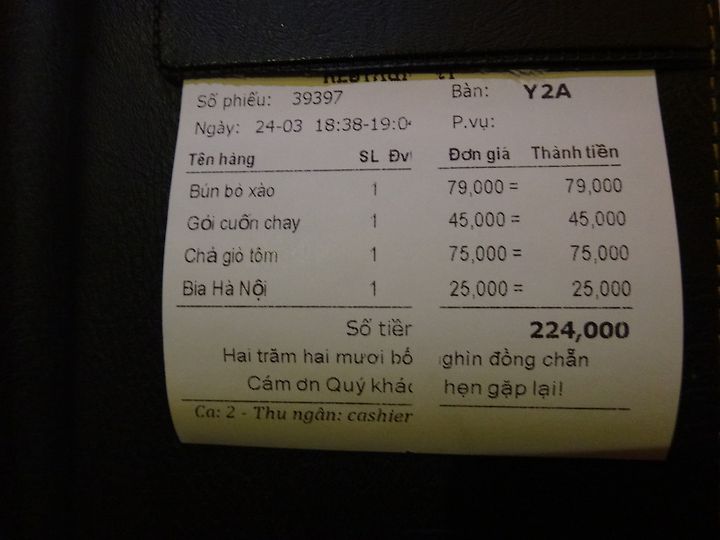 Số phiếu: 39397 Bàn: Y2A
Ngày: 24-03 18:38-19:0 P.vụ:
Tên hàng SL Đv Đơn giá Thành tiền
Bún bò xào 1 79,000 = 79,000
Gỏi cuốn chay 1 45,000 = 45,000
Chả giò tôm 1 75,000 = 75,000
Bia Hà Nội 1 25,000 = 25,000
Số tiền 224,000
Hai trăm hai mươi bố ghìn đồng chẵn
Cám ơn Quý khác hẹn gặp lại!
Ca: 2 - Thu ngân: cashier